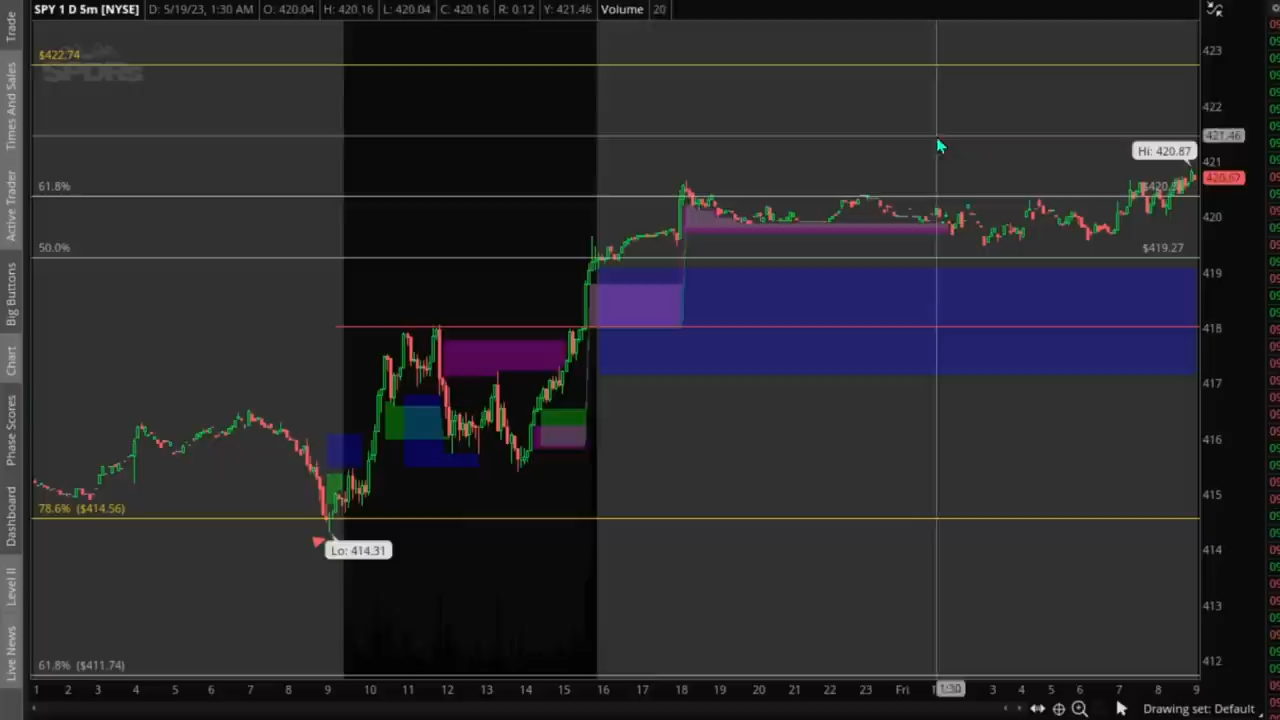 SPY 1 D 5m [NYSE] D: 5/19/23, 1:30 AM O: 420.04 H: 420.16 L: 420.04 C: 420.16 R: 0.12 Y: 421.46 Volume 20
Trade
Times And Sales
Active Trader
Big Buttons
Chart
Phase Scores
Dashboard
Level II
Live News
$422.74
SPDRs
61.8%
50.0%
$419.27
78.6% ($414.56)
61.8% ($411.74)
Hi: 420.87
Lo: 414.31
423
422
421.46
421
420.67
420
419
418
417
416
415
414
413
412
1 2 3 4 5 6 8 9 10 11 12 13 14 15 16 17 18 19 20 21 22 23 Fri 1:30 3 4 5 6 7 8 9
Drawing set: Default